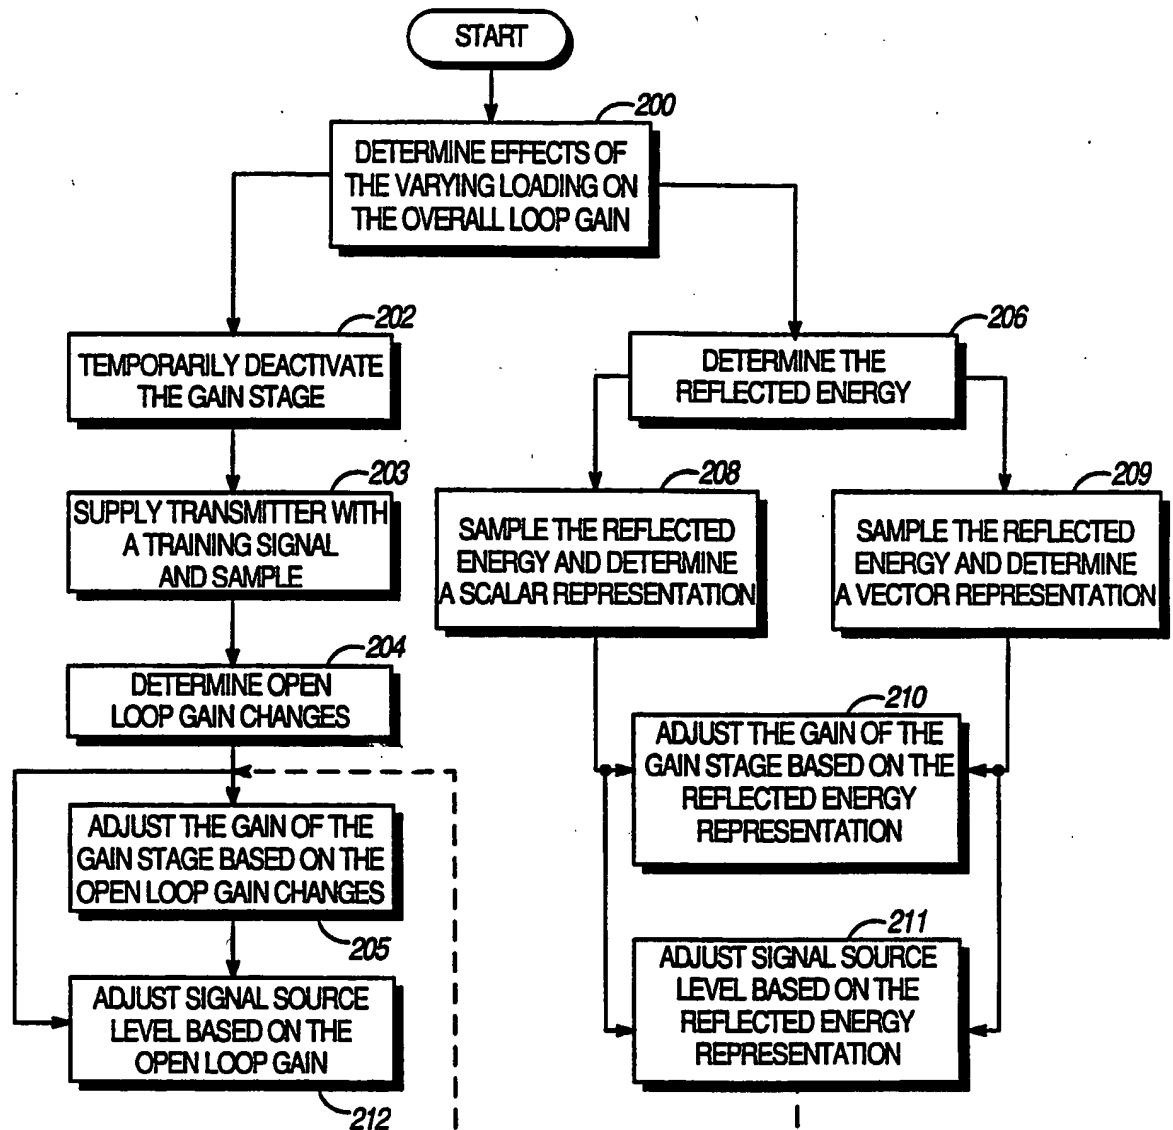 START
200
DETERMINE EFFECTS OF
THE VARYING LOADING ON
THE OVERALL LOOP GAIN
202
TEMPORARILY DEACTIVATE
THE GAIN STAGE
206
DETERMINE THE
REFLECTED ENERGY
203
SUPPLY TRANSMITTER WITH
A TRAINING SIGNAL
AND SAMPLE
208
SAMPLE THE REFLECTED
ENERGY AND DETERMINE
A SCALAR REPRESENTATION
209
SAMPLE THE REFLECTED
ENERGY AND DETERMINE
A VECTOR REPRESENTATION
204
DETERMINE OPEN
LOOP GAIN CHANGES
210
ADJUST THE GAIN OF THE
GAIN STAGE BASED ON THE
REFLECTED ENERGY
REPRESENTATION
ADJUST THE GAIN OF THE
GAIN STAGE BASED ON THE
OPEN LOOP GAIN CHANGES
205
211
ADJUST SIGNAL SOURCE
LEVEL BASED ON THE
REFLECTED ENERGY
REPRESENTATION
ADJUST SIGNAL SOURCE
LEVEL BASED ON THE
OPEN LOOP GAIN
212